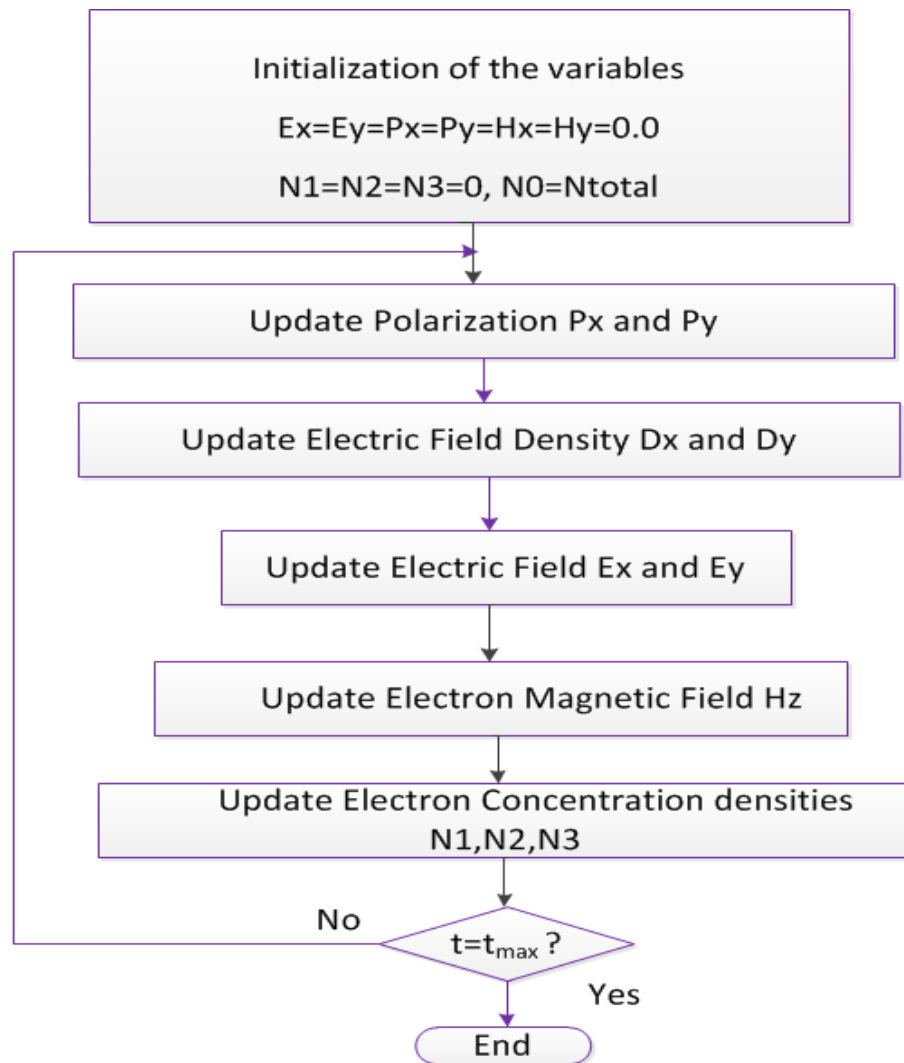 Initialization of the variables
Ex=Ey=Px=Py=Hx=Hy=0.0
N1=N2=N3=0, N0=Ntotal
Update Polarization Px and Py
Update Electric Field Density Dx and Dy
Update Electric Field Ex and Ey
Update Electron Magnetic Field Hz
Update Electron Concentration densities
N1,N2,N3
No
t=tmax ?
Yes
End